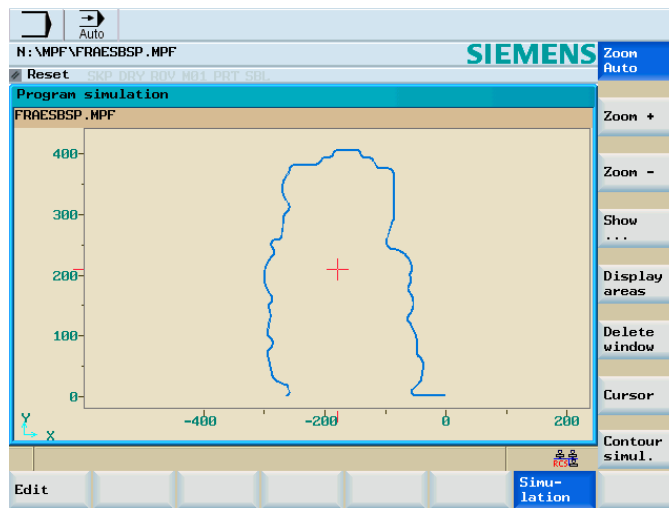 Auto
N:\MPF\FRAESBSP.MPF
SIEMENS
Reset SKP DRY ROV M01 PRT SBL
Program simulation
FRAESBSP.MPF
400
300
200
100
0
-400 -200 0 200
Y
X
RCS
Edit
Simu-
lation
Zoom
Auto
Zoom +
Zoom -
Show
...
Display
areas
Delete
window
Cursor
Contour
simul.